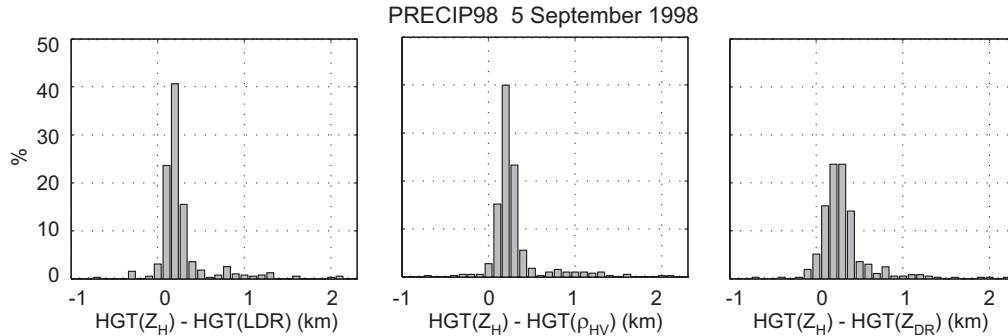 PRECIP98 5 September 1998
50
40
30
20
10
0
%
-1 0 1 2
HGT(Z_H) - HGT(LDR) (km)
-1 0 1 2
HGT(Z_H) - HGT(ρ_HV) (km)
-1 0 1 2
HGT(Z_H) - HGT(Z_DR) (km)